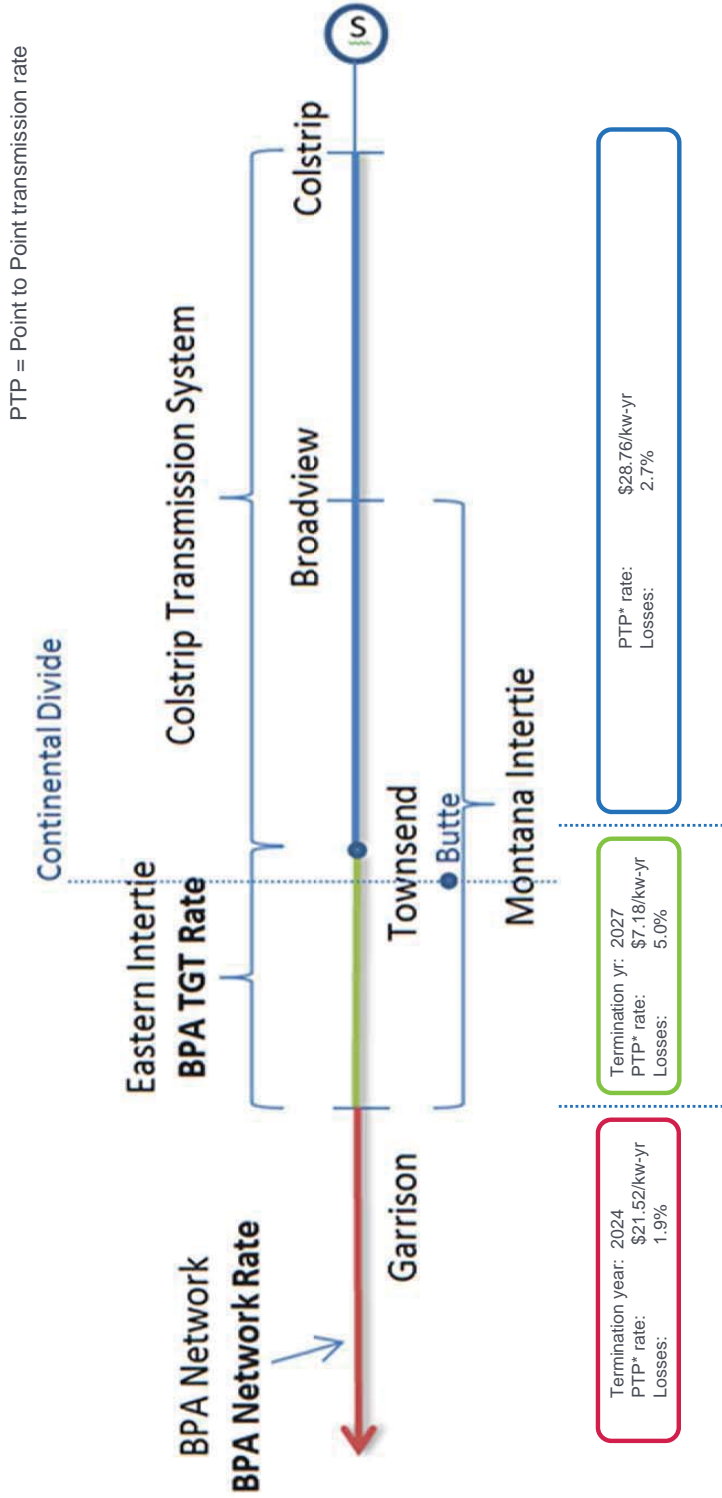 PTP = Point to Point transmission rate
Continental Divide
Eastern Intertie
BPA TGT Rate
Colstrip Transmission System
BPA Network
BPA Network Rate
Broadview
Colstrip
S
Garrison
Townsend
Butte
Montana Intertie
Termination year: 2024
PTP* rate: $21.52/kw-yr
Losses: 1.9%
Termination yr: 2027
PTP* rate: $7.18/kw-yr
Losses: 5.0%
PTP* rate: $28.76/kw-yr
Losses: 2.7%